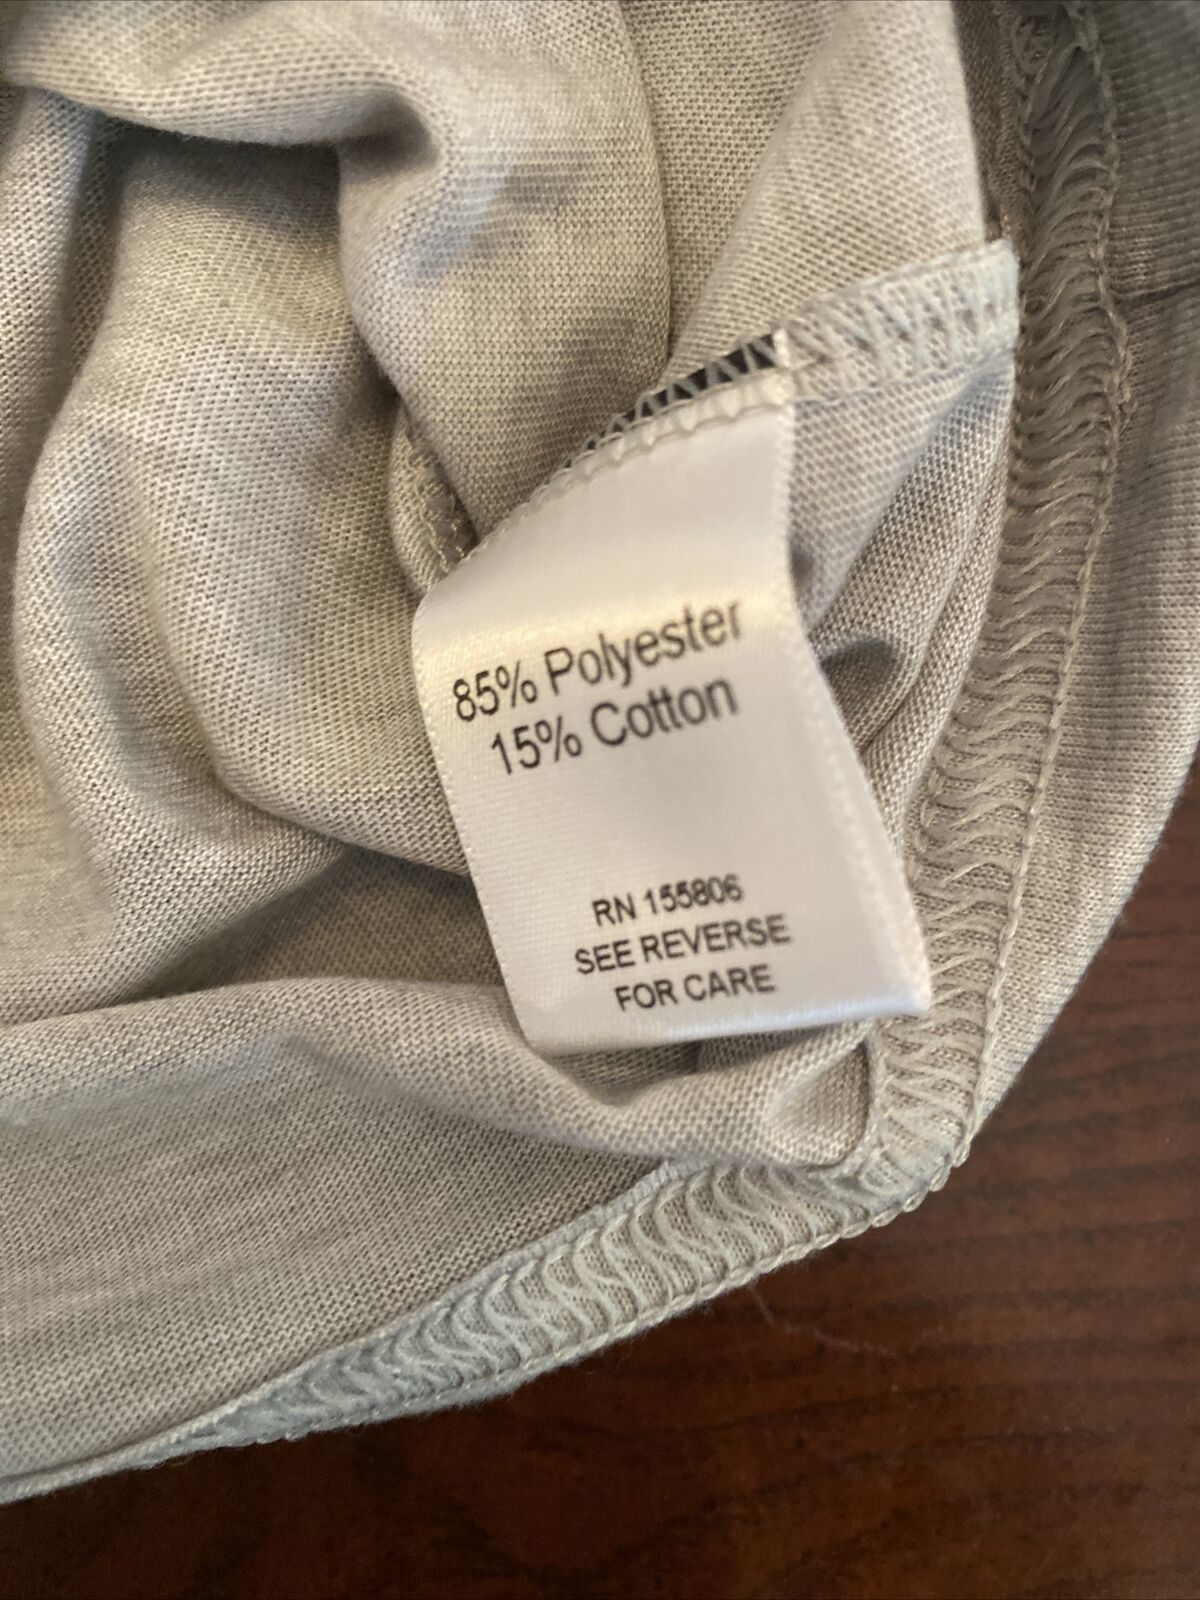 85% Polyester
15% Cotton
RN 155806
SEE REVERSE
FOR CARE